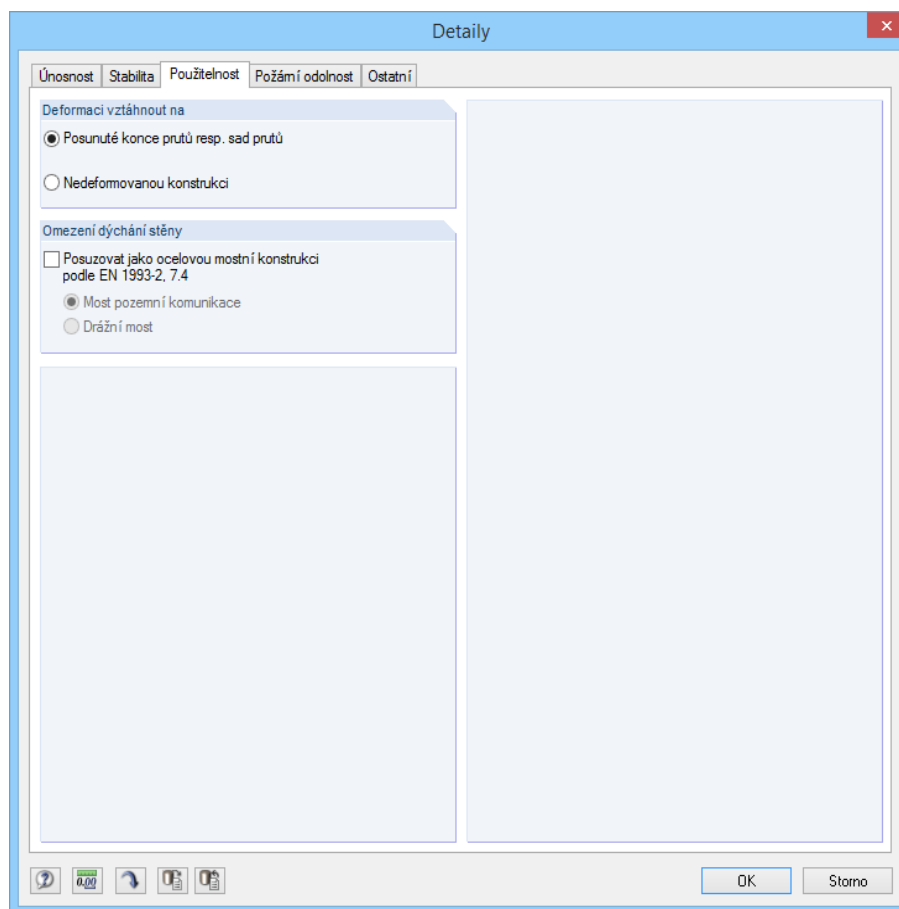 Detaily
Únosnost Stabilita Použitelnost Požární odolnost Ostatní
Deformaci vztáhnout na
Posunuté konce prutů resp. sad prutů
Nedeformovanou konstrukci
Omezení dýchání stěny
Posuzovat jako ocelovou mostní konstrukci
podle EN 1993-2, 7.4
Most pozemní komunikace
Drážní most
0.00
OK Storno